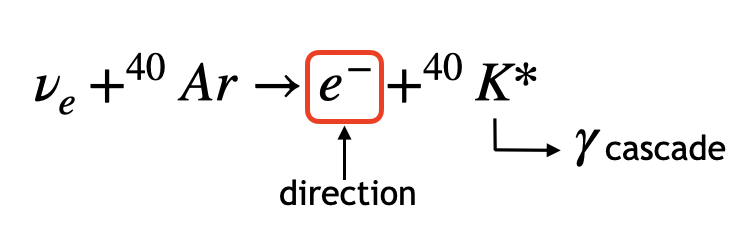 νₑ + ⁴⁰Ar → e⁻ + ⁴⁰K*
γ cascade
direction